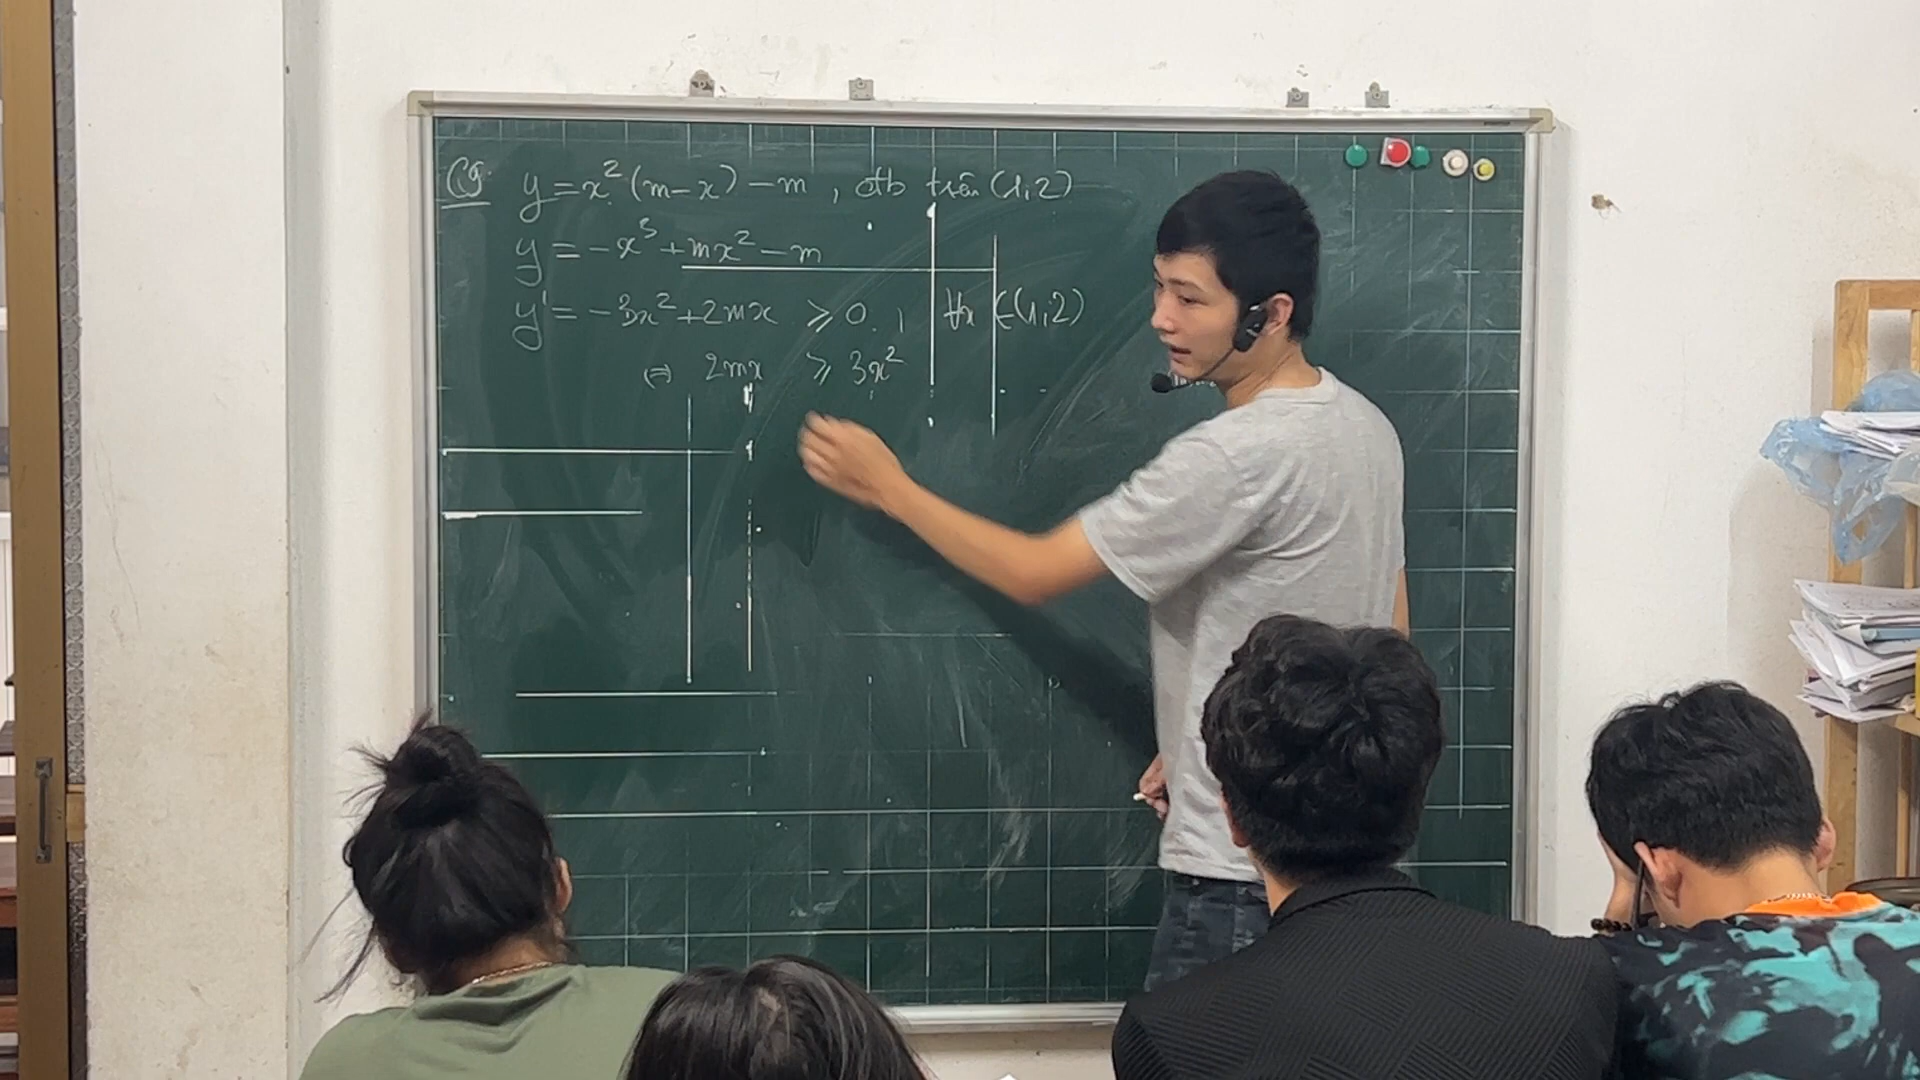 C9. y = x²(m-x) - m, đb trên (1;2)
y = -x³ + mx² - m
y' = -3x² + 2mx ⩾ 0, ∀x ∈ (1;2)
⇔ 2mx ⩾ 3x²